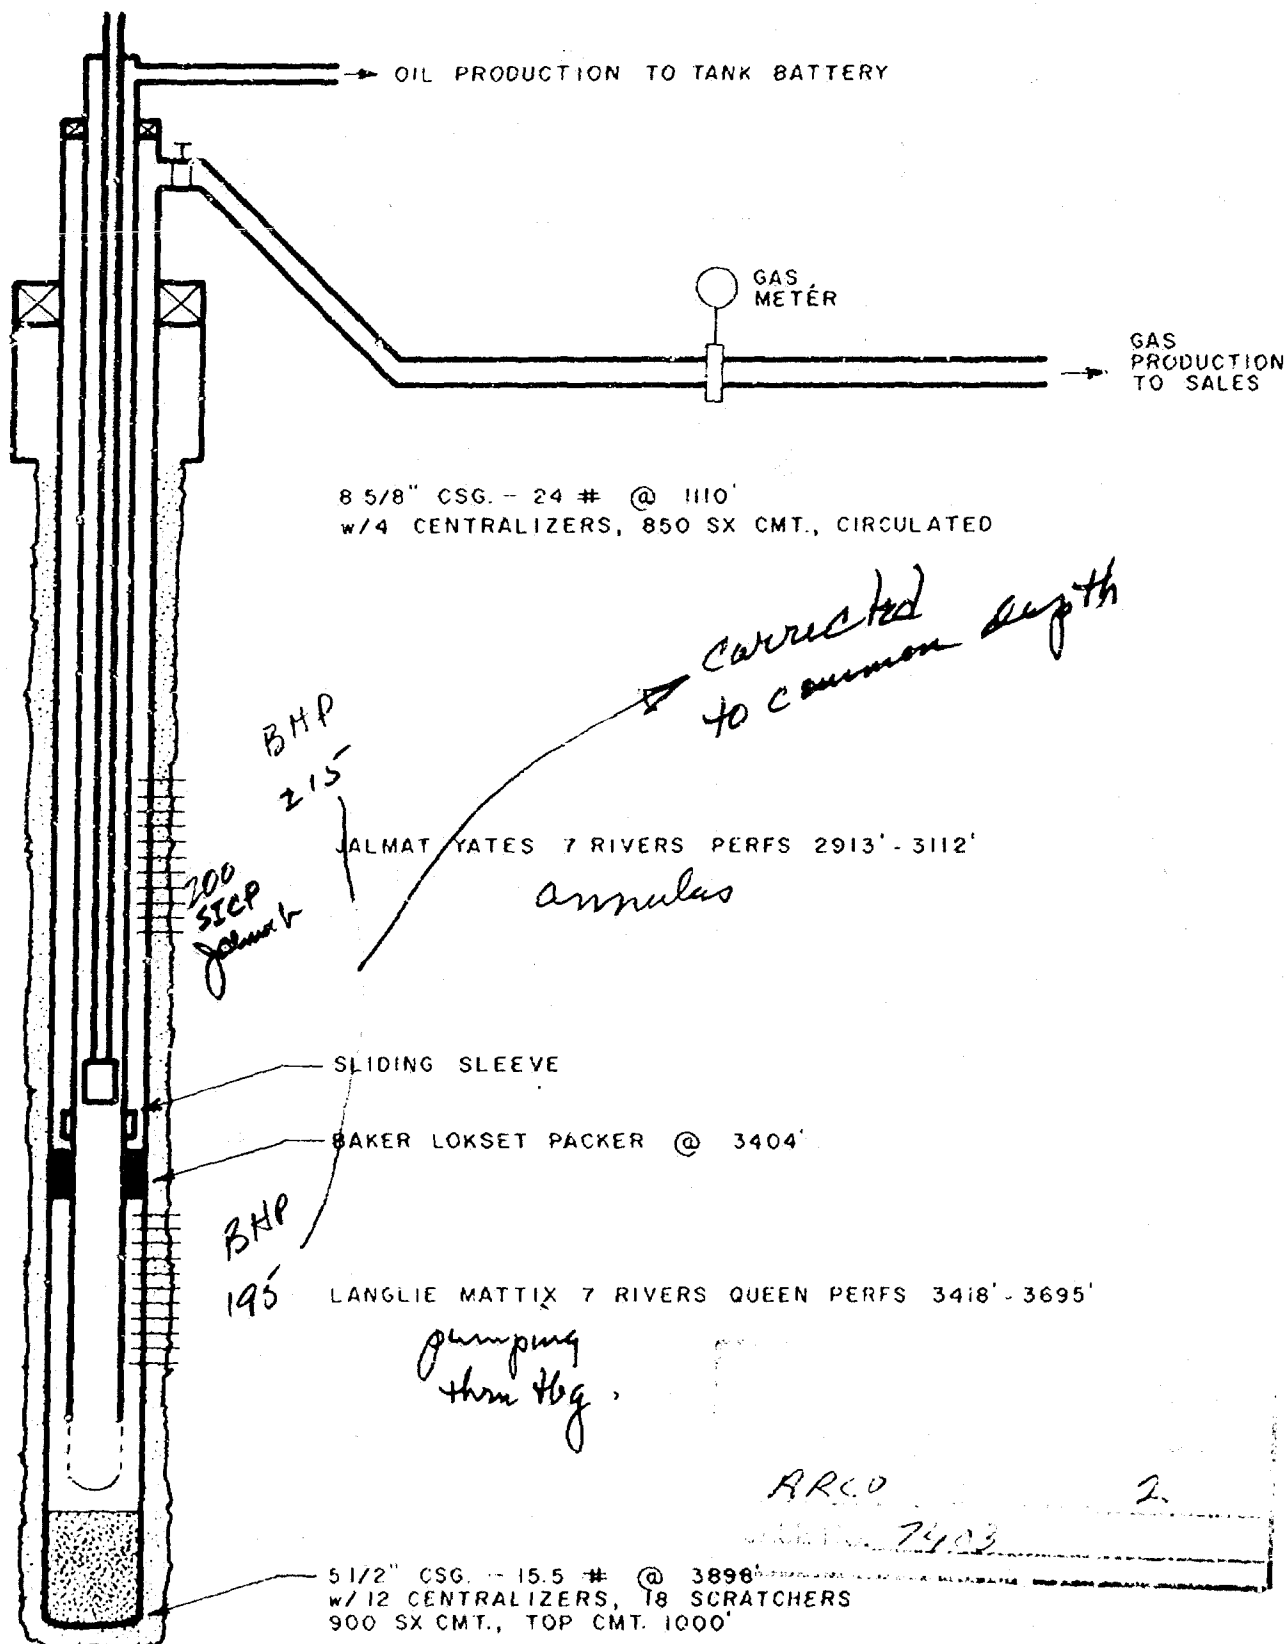 OIL PRODUCTION TO TANK BATTERY
GAS
METER
GAS
PRODUCTION
TO SALES
8 5/8" CSG. - 24 # @ 1110'
w/4 CENTRALIZERS, 850 SX CMT., CIRCULATED
corrected
to common depth
BHP
215
JALMAT YATES 7 RIVERS PERFS 2913' - 3112'
annulus
200
SICP
Jalmat
SLIDING SLEEVE
BAKER LOKSET PACKER @ 3404'
BHP
195
LANGLIE MATTIX 7 RIVERS QUEEN PERFS 3418' - 3695'
pumping
thru tbg.
ARCO 2
7403
5 1/2" CSG. - 15.5 # @ 3898'
w/12 CENTRALIZERS, 18 SCRATCHERS
900 SX CMT., TOP CMT. 1000'